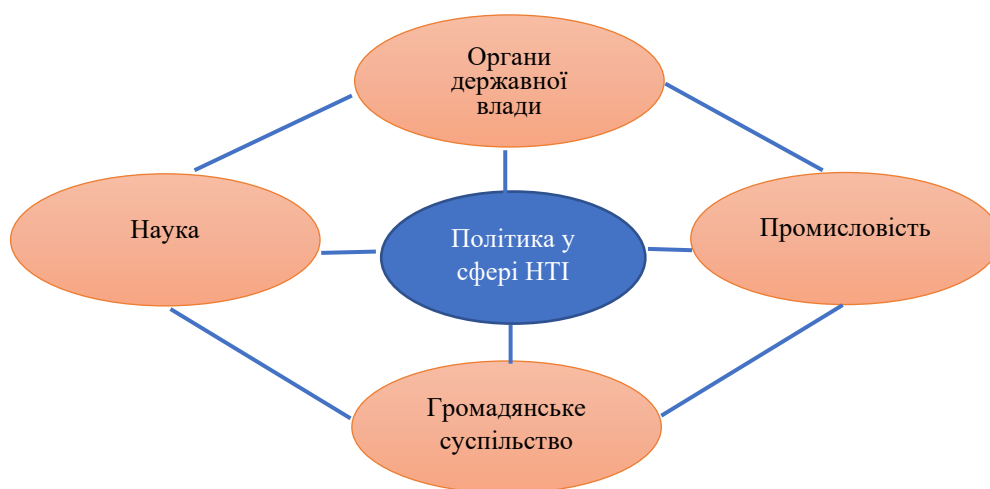 Органи
державної
влади
Наука
Політика у
сфері НТІ
Промисловість
Громадянське
суспільство